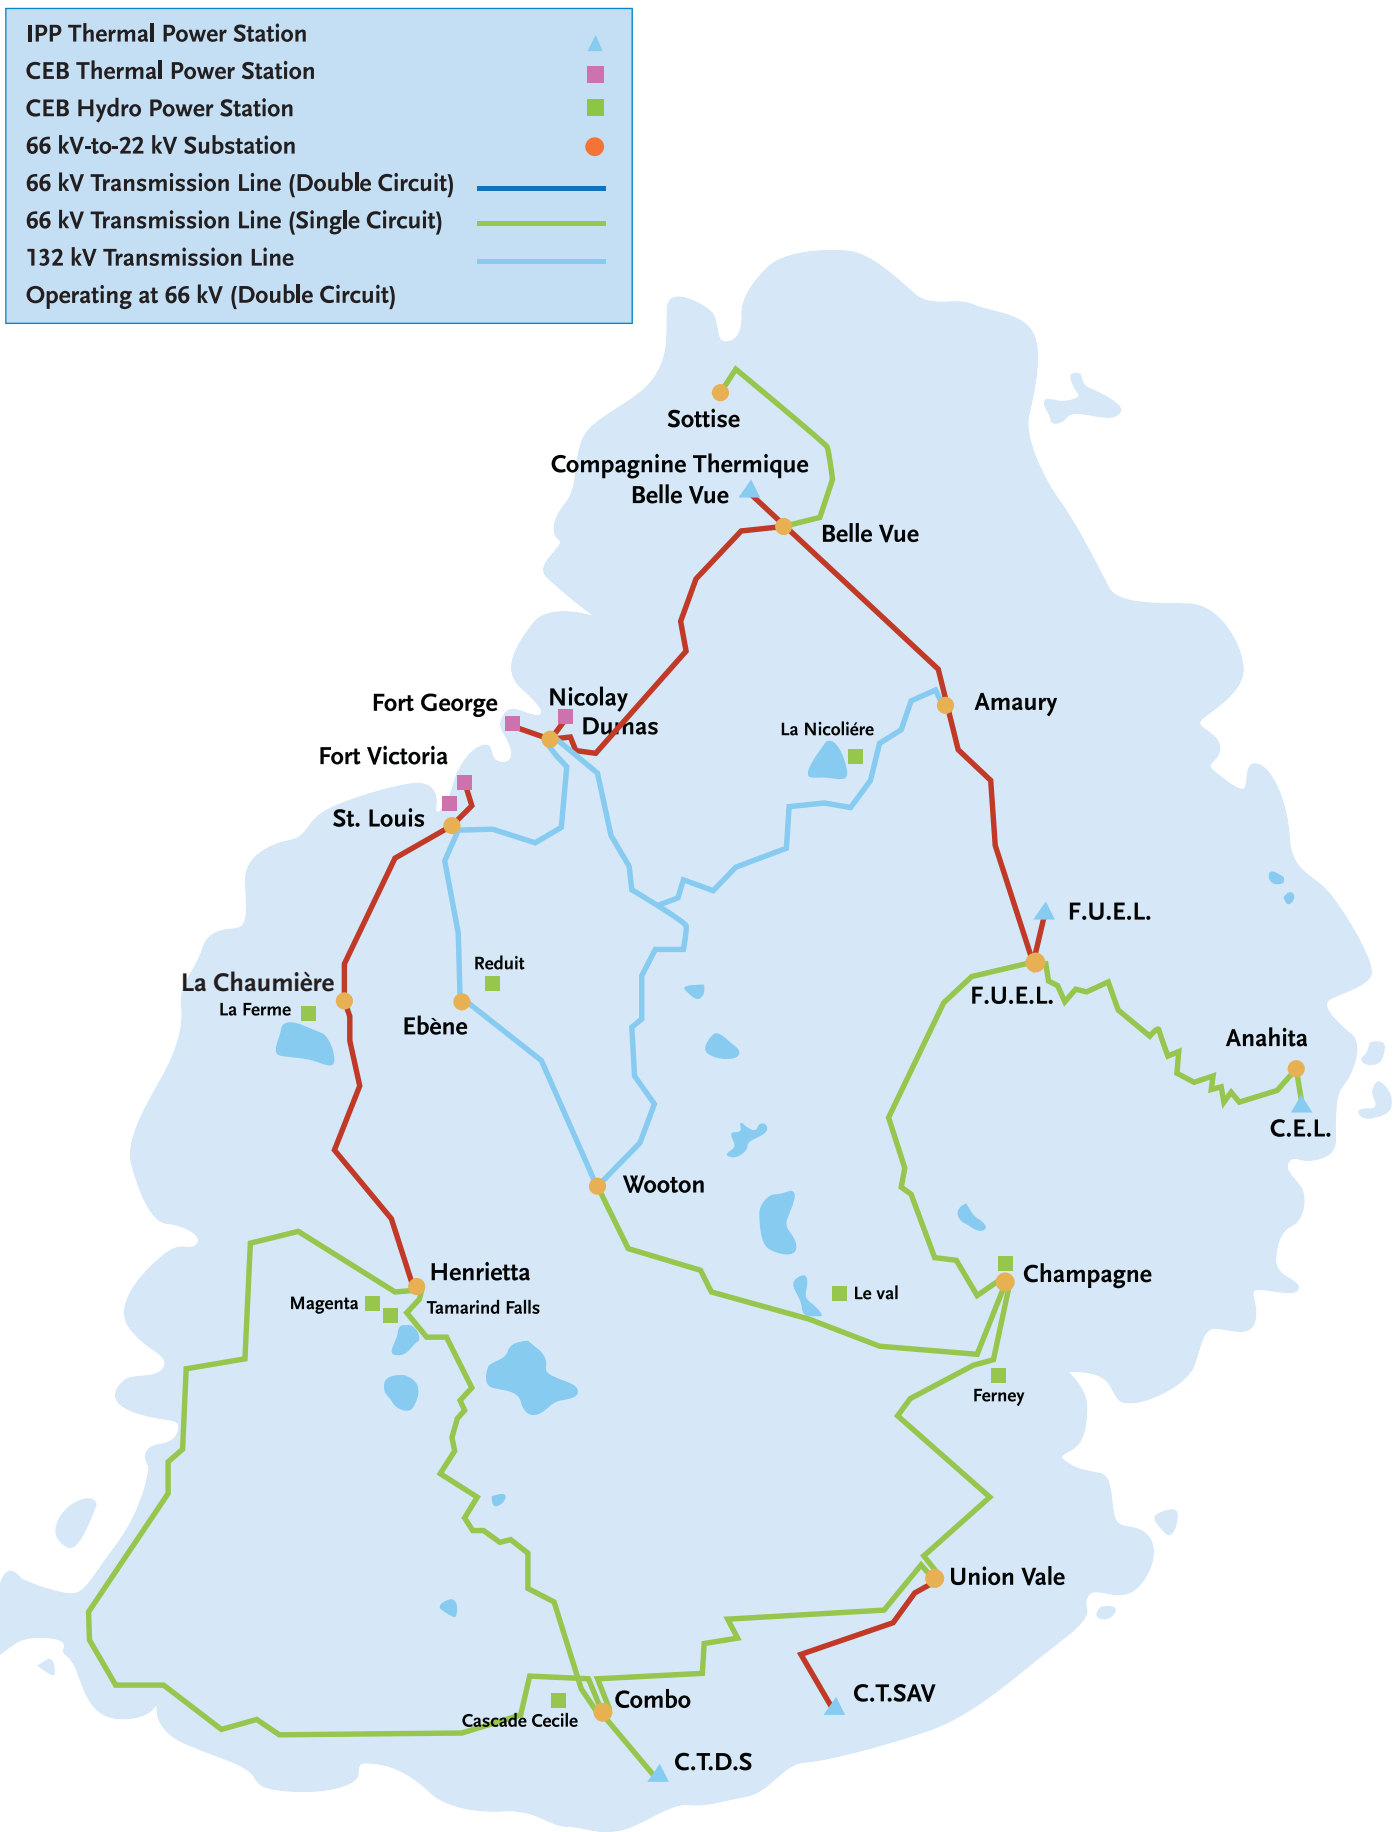 IPP Thermal Power Station
CEB Thermal Power Station
CEB Hydro Power Station
66 kV-to-22 kV Substation
66 kV Transmission Line (Double Circuit)
66 kV Transmission Line (Single Circuit)
132 kV Transmission Line
Operating at 66 kV (Double Circuit)
Sottise
Compagnine Thermique
Belle Vue
Belle Vue
Fort George
Nicolay
Dumas
Amaury
La Nicoliére
Fort Victoria
St. Louis
F.U.E.L.
Reduit
La Chaumière
La Ferme
F.U.E.L.
Ebène
Anahita
C.E.L.
Wooton
Henrietta
Champagne
Magenta
Tamarind Falls
Le val
Ferney
Union Vale
C.T.SAV
Combo
Cascade Cecile
C.T.D.S